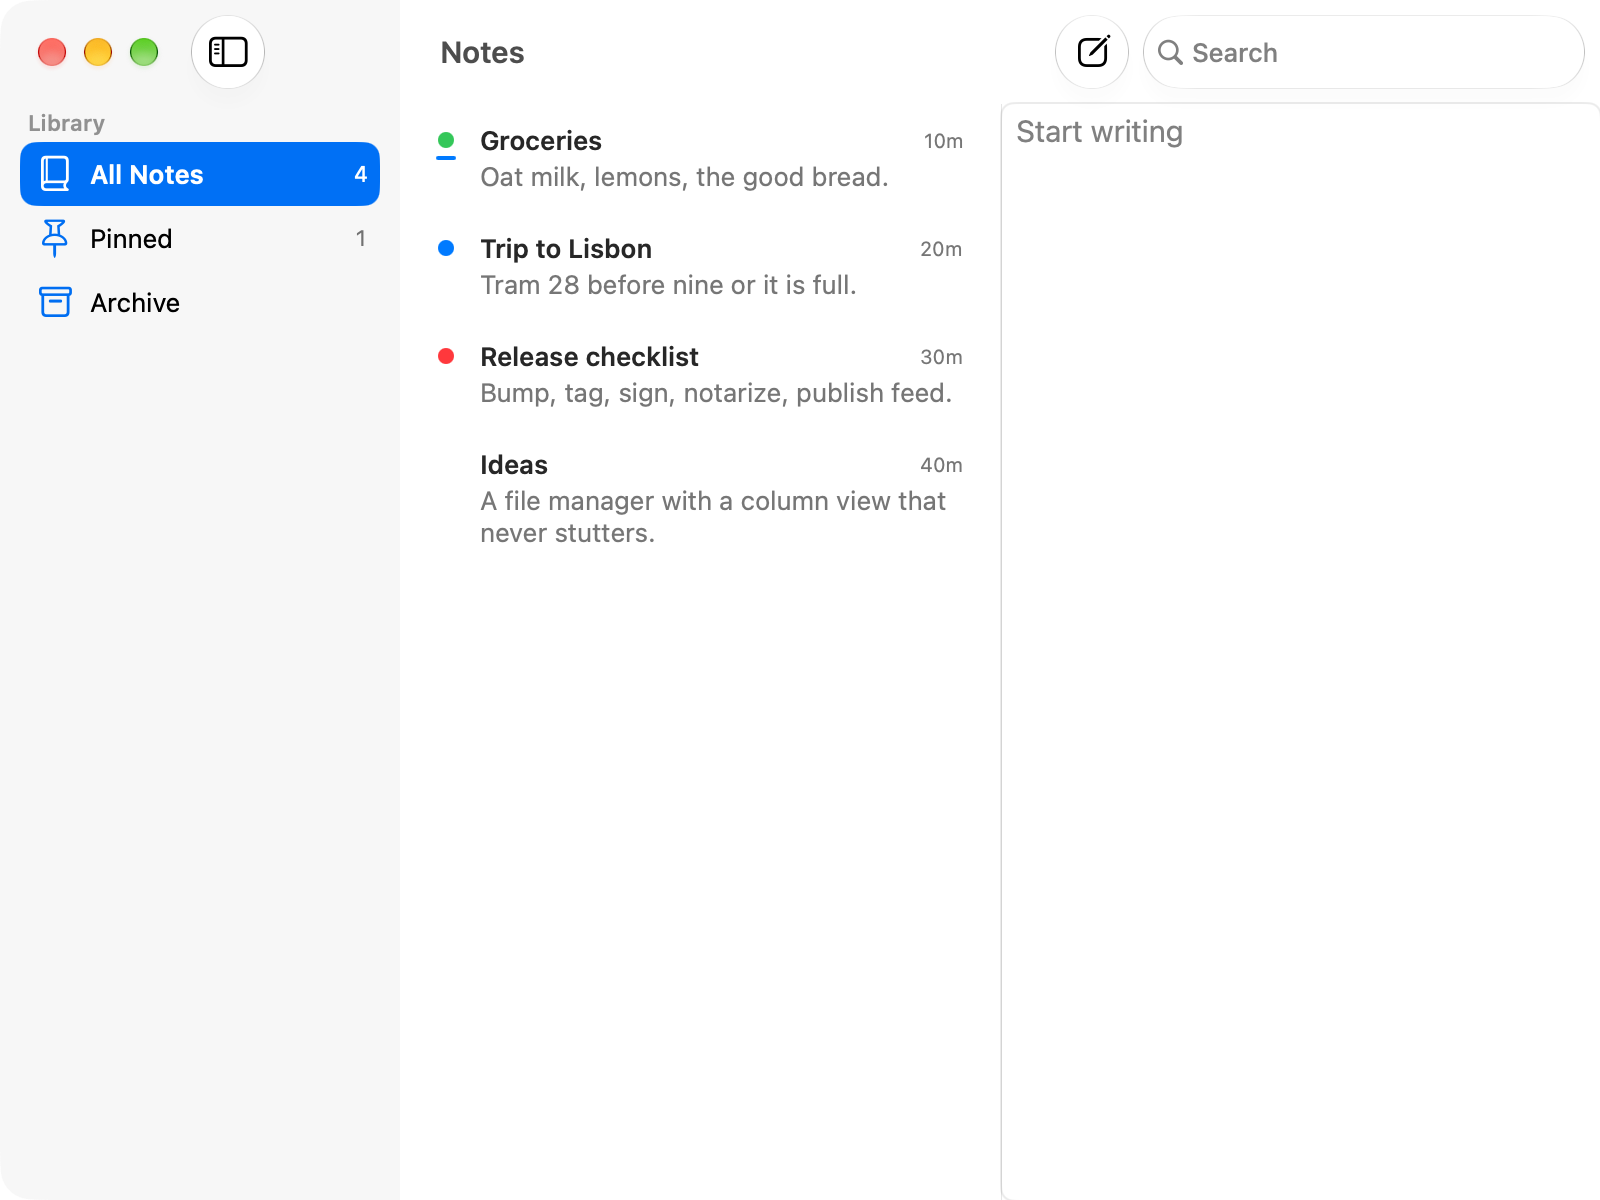 Notes
Search
Library
All Notes
4
Pinned
1
Archive
Groceries
10m
Oat milk, lemons, the good bread.
Trip to Lisbon
20m
Tram 28 before nine or it is full.
Release checklist
30m
Bump, tag, sign, notarize, publish feed.
Ideas
40m
A file manager with a column view that
never stutters.
Start writing